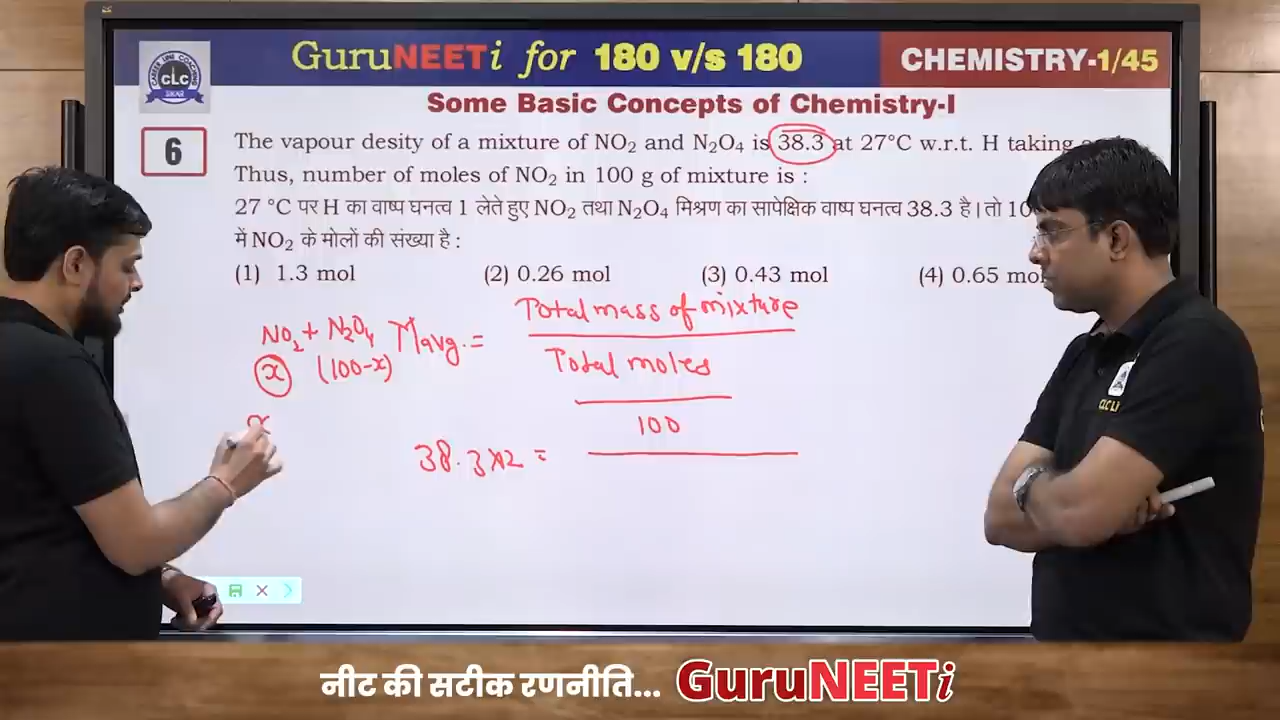 GuruNEETi for 180 v/s 180
CHEMISTRY-1/45
CLC
SIKAR
Some Basic Concepts of Chemistry-I
6
The vapour desity of a mixture of NO₂ and N₂O₄ is 38.3 at 27°C w.r.t. H taking
Thus, number of moles of NO₂ in 100 g of mixture is :
27 °C पर H का वाष्प घनत्व 1 लेते हुए NO₂ तथा N₂O₄ मिश्रण का सापेक्षिक वाष्प घनत्व 38.3 है। तो 10
में NO₂ के मोलों की संख्या है :
(1) 1.3 mol (2) 0.26 mol (3) 0.43 mol (4) 0.65 mol
NO₂ + N₂O₄ Mavg. = Total mass of mixture
x (100-x) Total moles
x
38.3×2 = 100
CLC
नीट की सटीक रणनीति... GuruNEETi